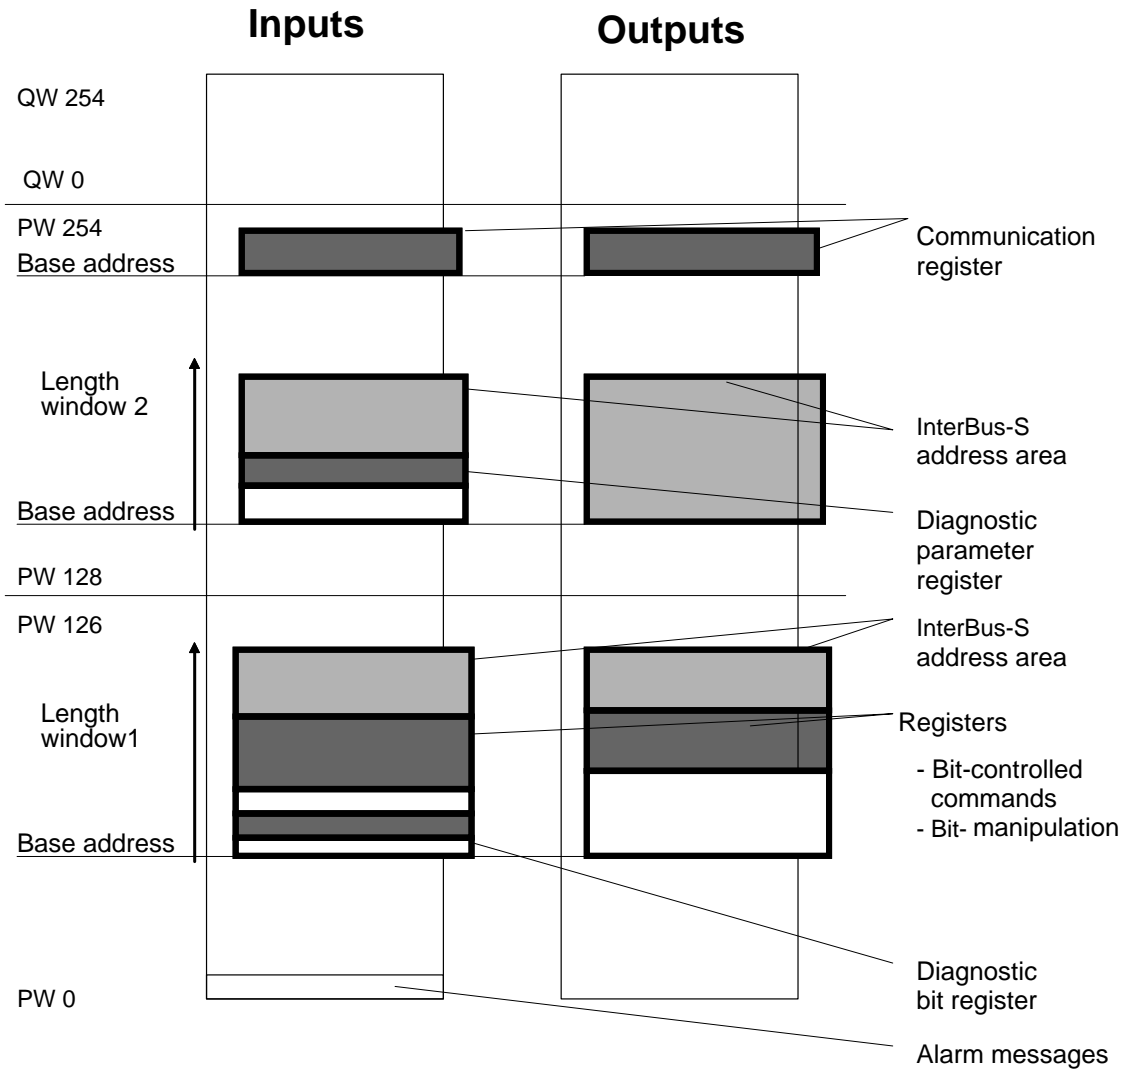 Inputs
Outputs
QW 254
QW 0
PW 254
Base address
Communication
register
Length
window 2
InterBus-S
address area
Base address
Diagnostic
parameter
register
PW 128
PW 126
InterBus-S
address area
Length
window1
Registers
- Bit-controlled
commands
- Bit- manipulation
Base address
Diagnostic
bit register
PW 0
Alarm messages